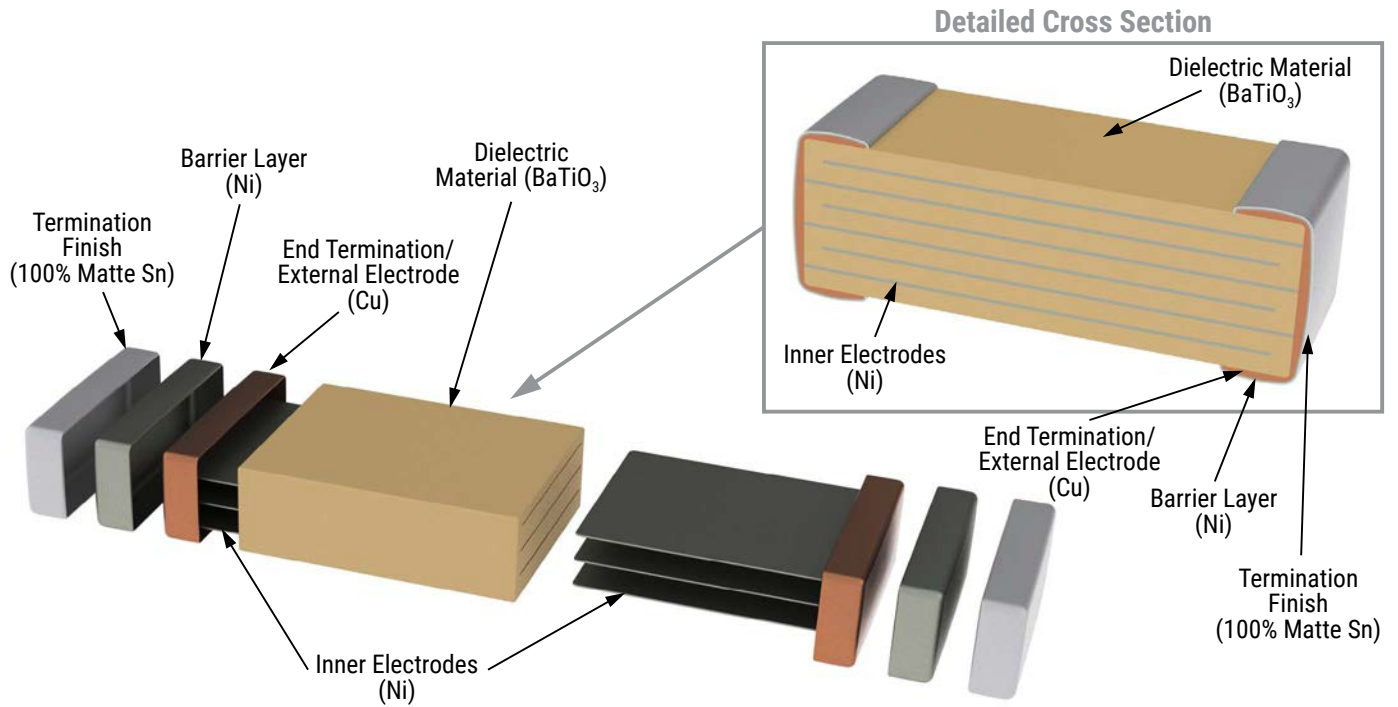 Detailed Cross Section
Dielectric Material
(BaTiO₃)
Inner Electrodes
(Ni)
End Termination/
External Electrode
(Cu)
Barrier Layer
(Ni)
Termination
Finish
(100% Matte Sn)
Termination
Finish
(100% Matte Sn)
Barrier Layer
(Ni)
End Termination/
External Electrode
(Cu)
Dielectric
Material (BaTiO₃)
Inner Electrodes
(Ni)